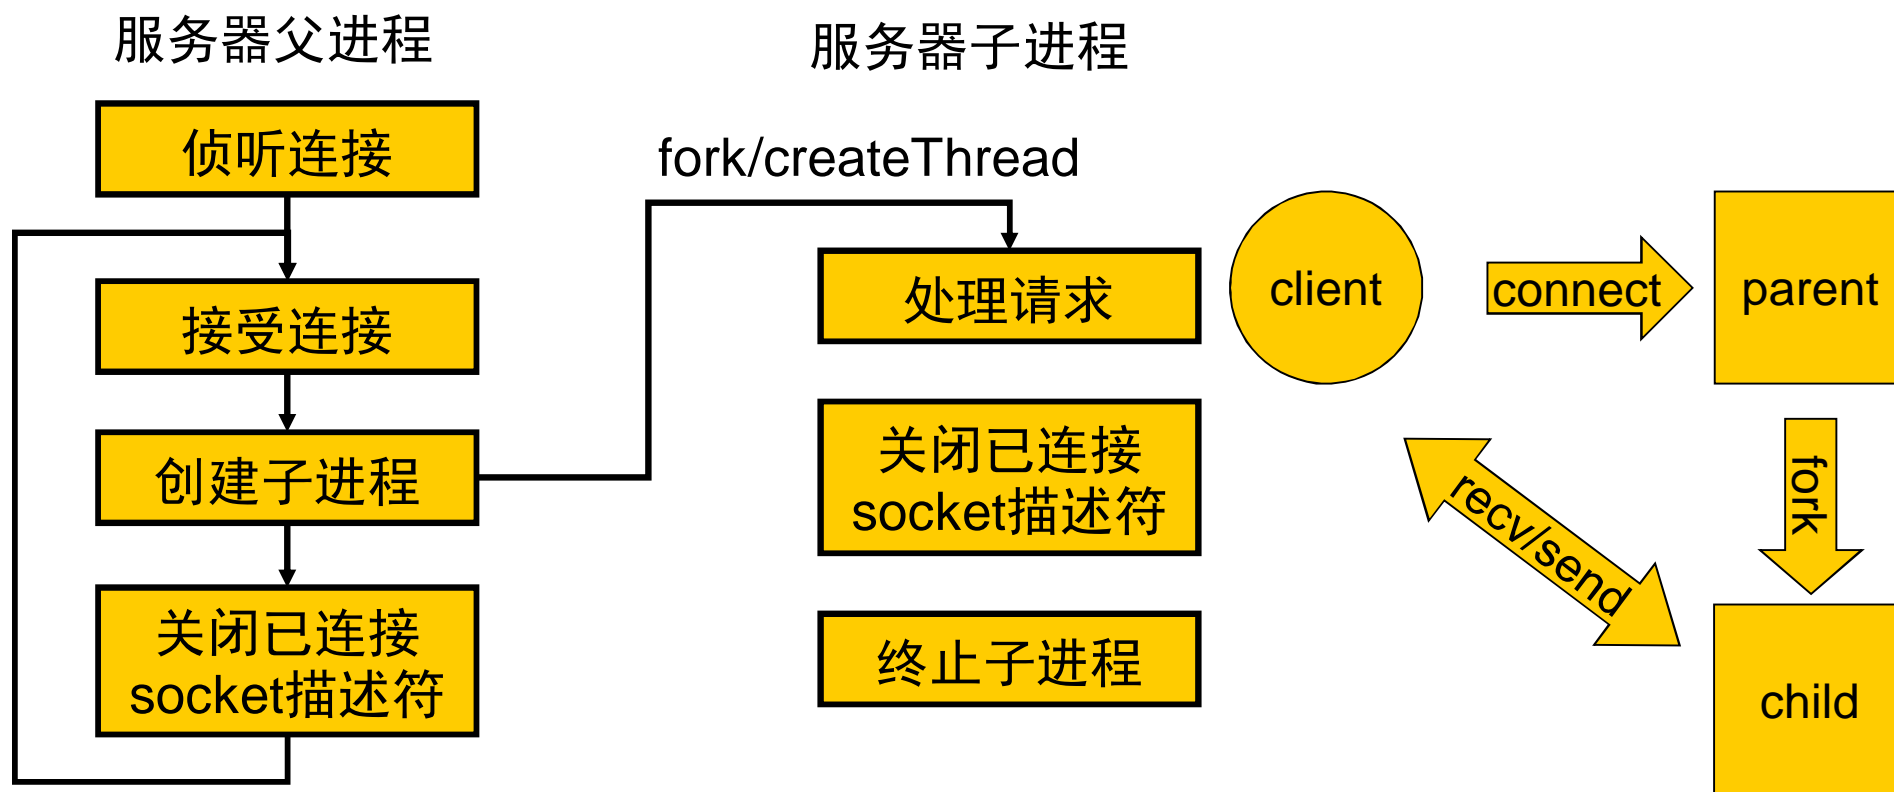 服务器父进程
服务器子进程
侦听连接
fork/createThread
接受连接
处理请求
创建子进程
关闭已连接
socket描述符
关闭已连接
socket描述符
终止子进程
client
connect
parent
fork
recv/send
child